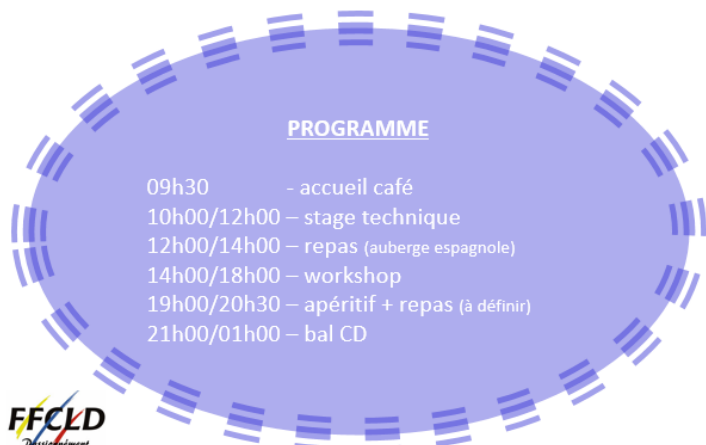 PROGRAMME
09h30 - accueil café
10h00/12h00 – stage technique
12h00/14h00 – repas (auberge espagnole)
14h00/18h00 – workshop
19h00/20h30 – apéritif + repas (à définir)
21h00/01h00 – bal CD
FFCLD
Passionnément